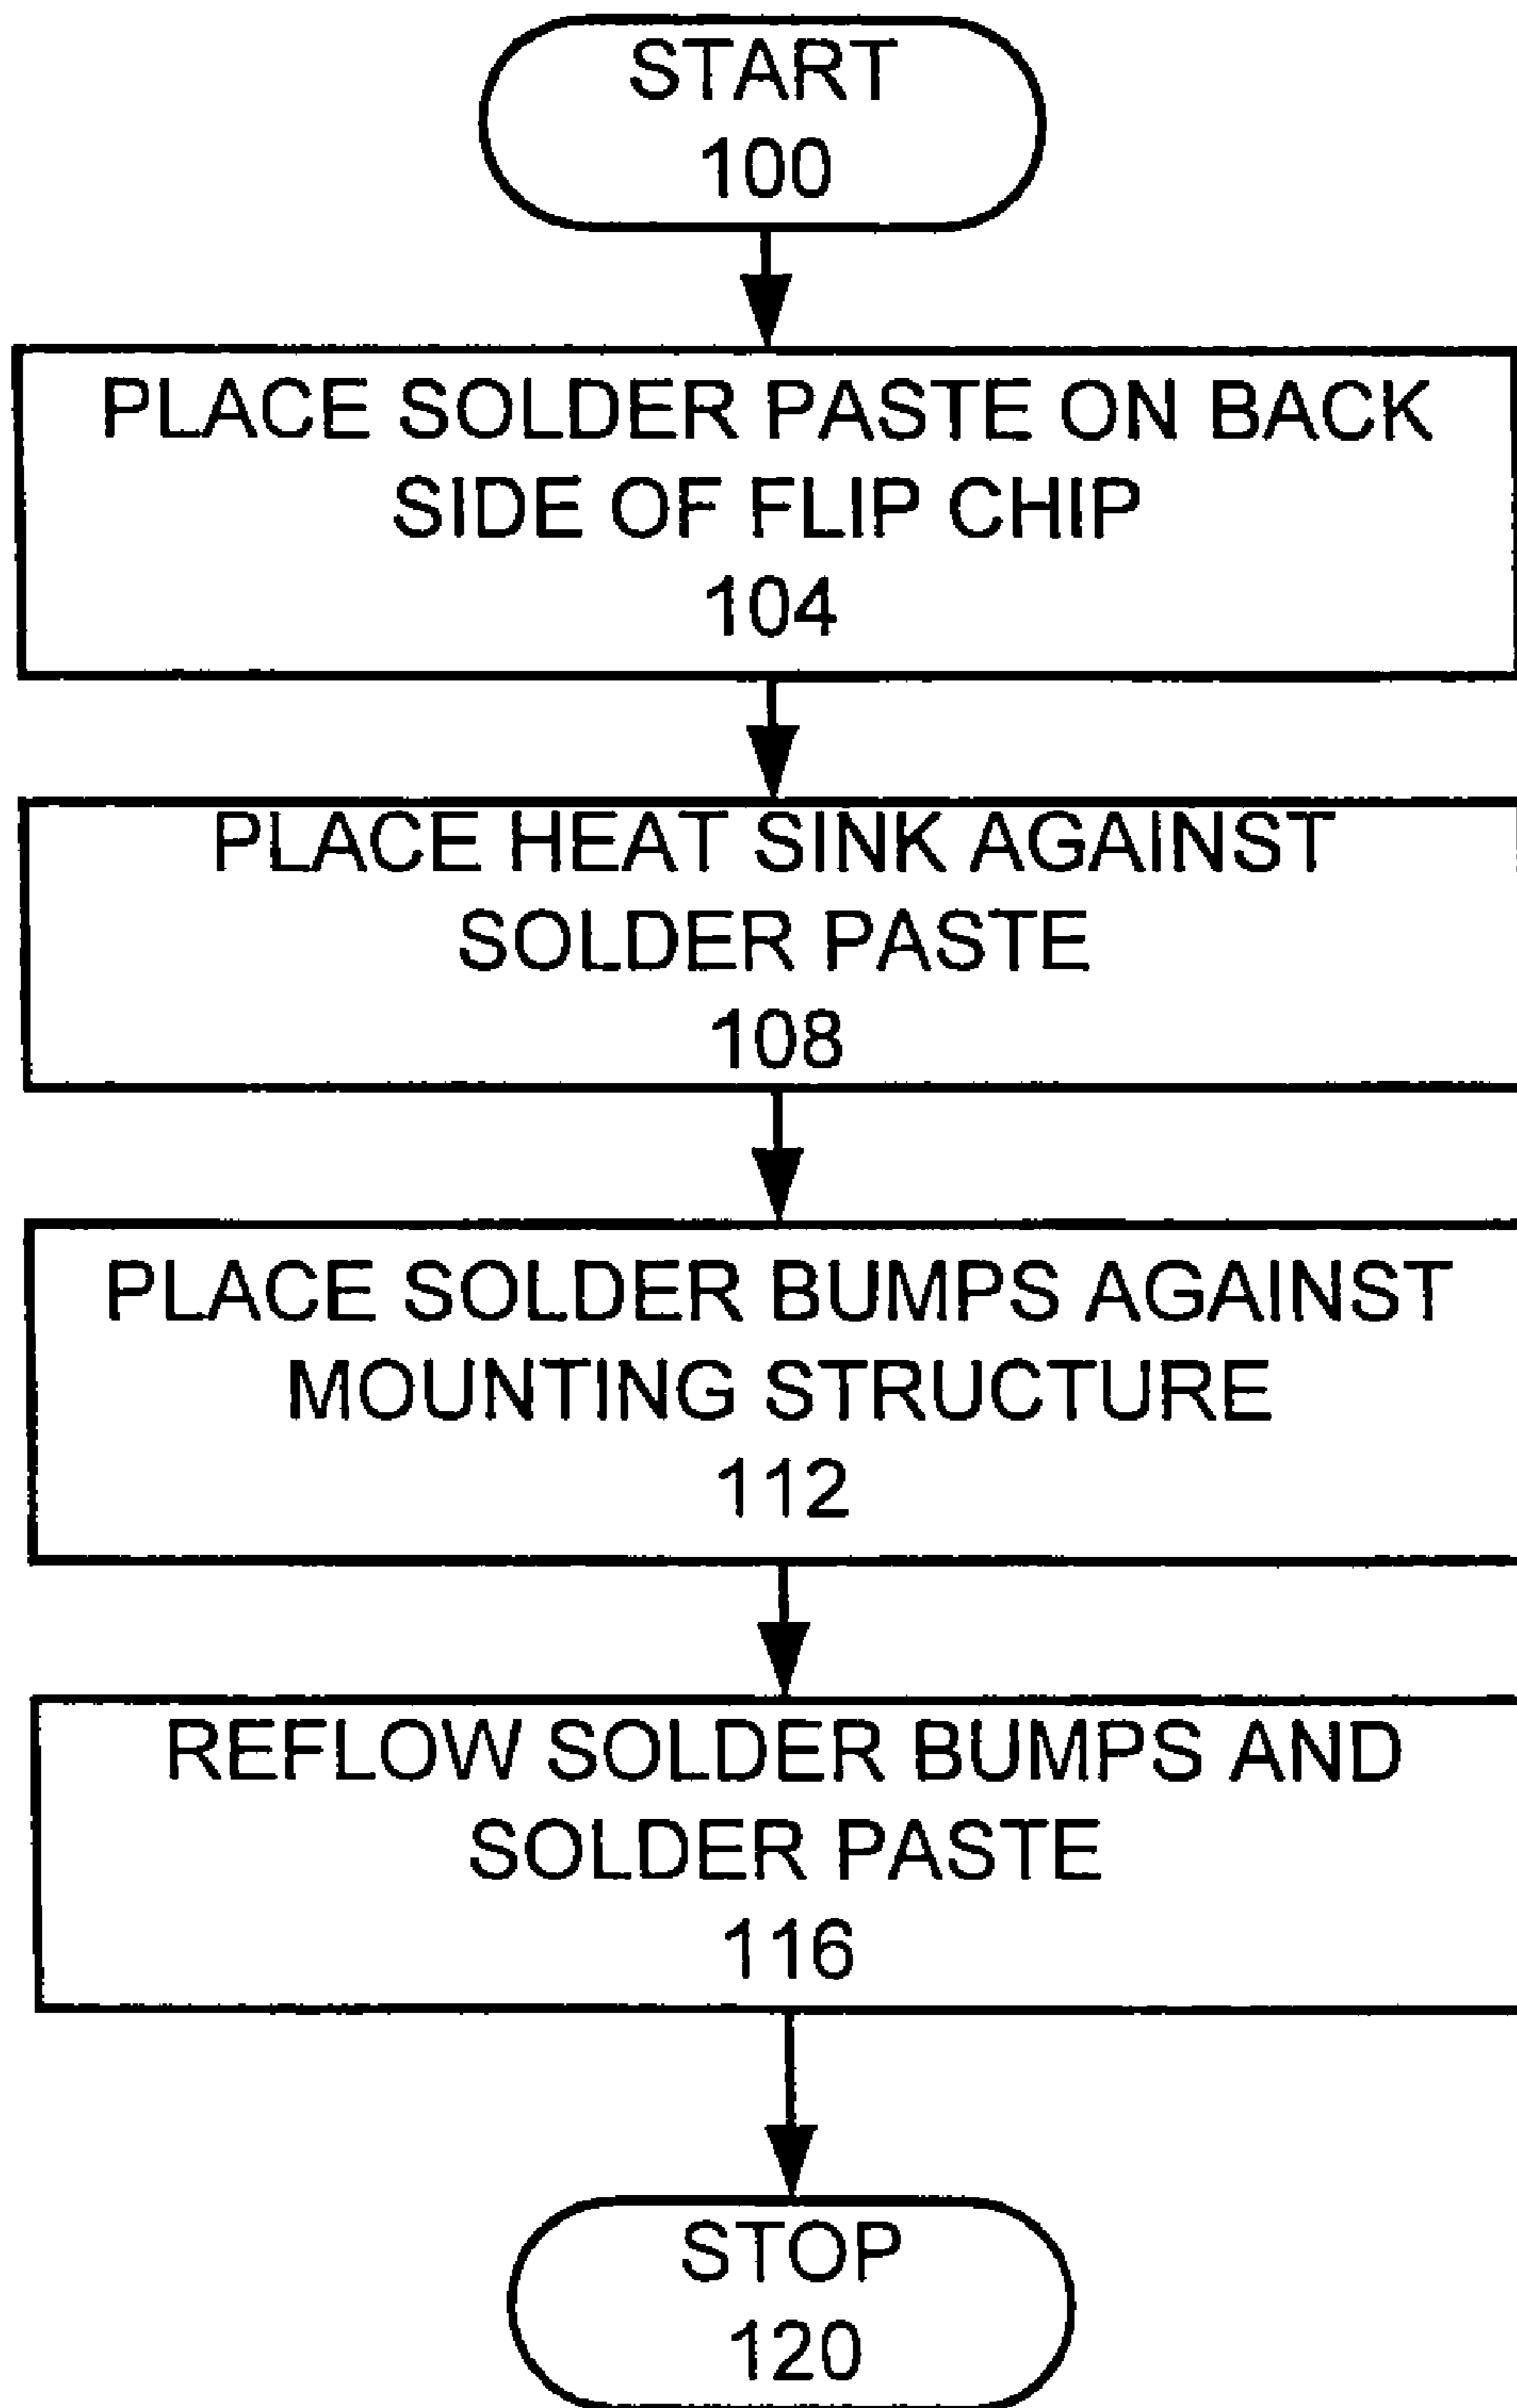 START
100
PLACE SOLDER PASTE ON BACK
SIDE OF FLIP CHIP
104
PLACE HEAT SINK AGAINST
SOLDER PASTE
108
PLACE SOLDER BUMPS AGAINST
MOUNTING STRUCTURE
112
REFLOW SOLDER BUMPS AND
SOLDER PASTE
116
STOP
120